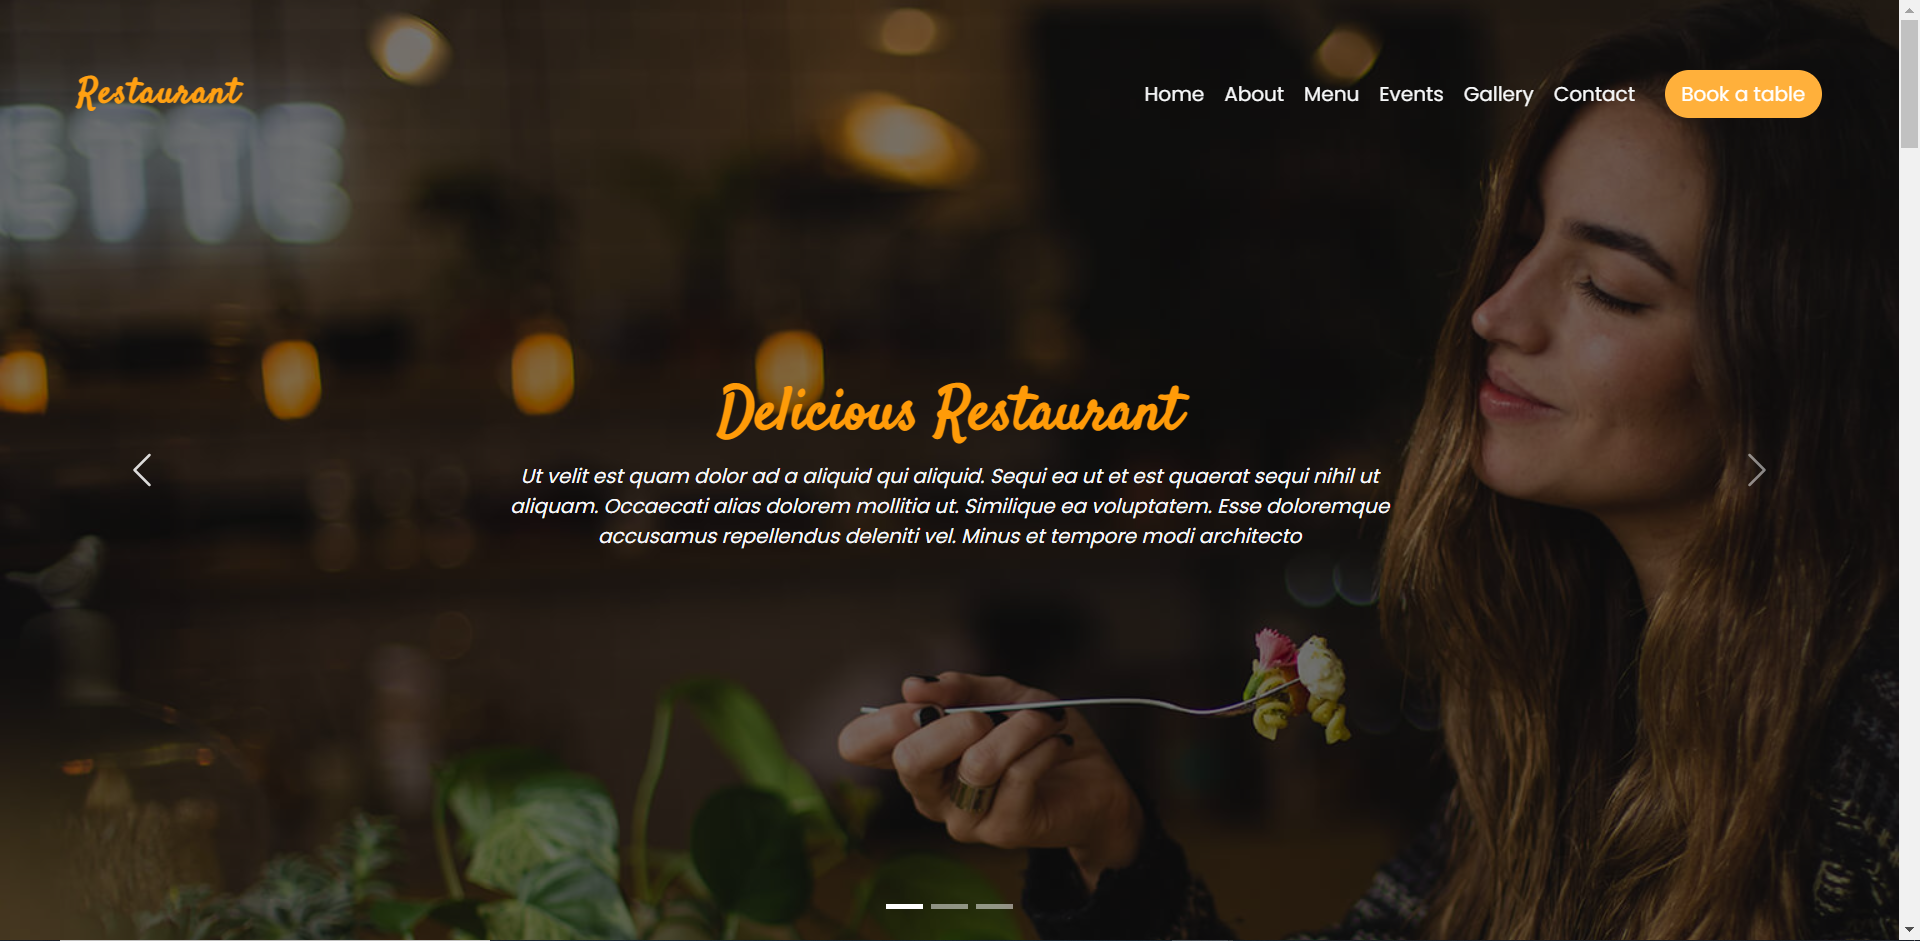 Restaurant
Home About Menu Events Gallery Contact Book a table
ETTE
Delicious Restaurant
Ut velit est quam dolor ad a aliquid qui aliquid. Sequi ea ut et est quaerat sequi nihil ut
aliquam. Occaecati alias dolorem mollitia ut. Similique ea voluptatem. Esse doloremque
accusamus repellendus deleniti vel. Minus et tempore modi architecto